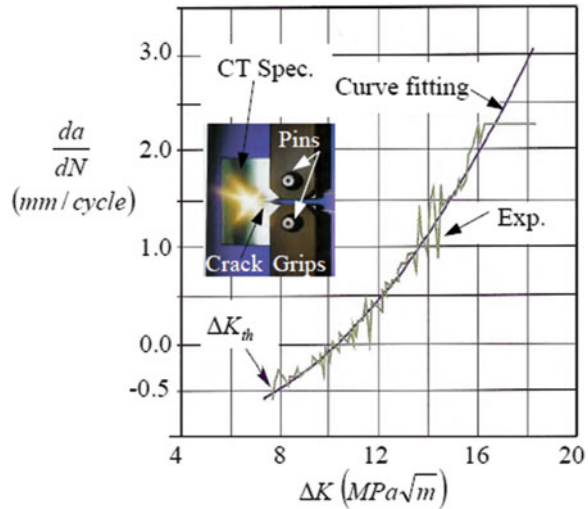 3.0
CT Spec.
Curve fitting
da
dN
(mm/cycle)
2.0
Pins
Exp.
1.0
Crack
Grips
ΔK_th
0.0
-0.5
4
8
12
16
20
ΔK (MPa√m)